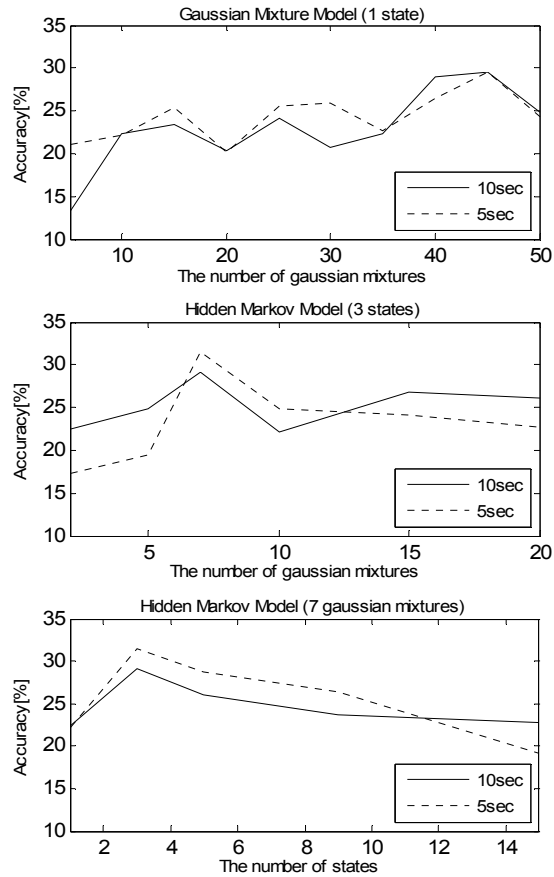 Gaussian Mixture Model (1 state)
35
30
25
20
15
10
Accuracy[%]
10sec
5sec
10 20 30 40 50
The number of gaussian mixtures
Hidden Markov Model (3 states)
35
30
25
20
15
10
Accuracy[%]
10sec
5sec
5 10 15 20
The number of gaussian mixtures
Hidden Markov Model (7 gaussian mixtures)
35
30
25
20
15
10
Accuracy[%]
10sec
5sec
2 4 6 8 10 12 14
The number of states